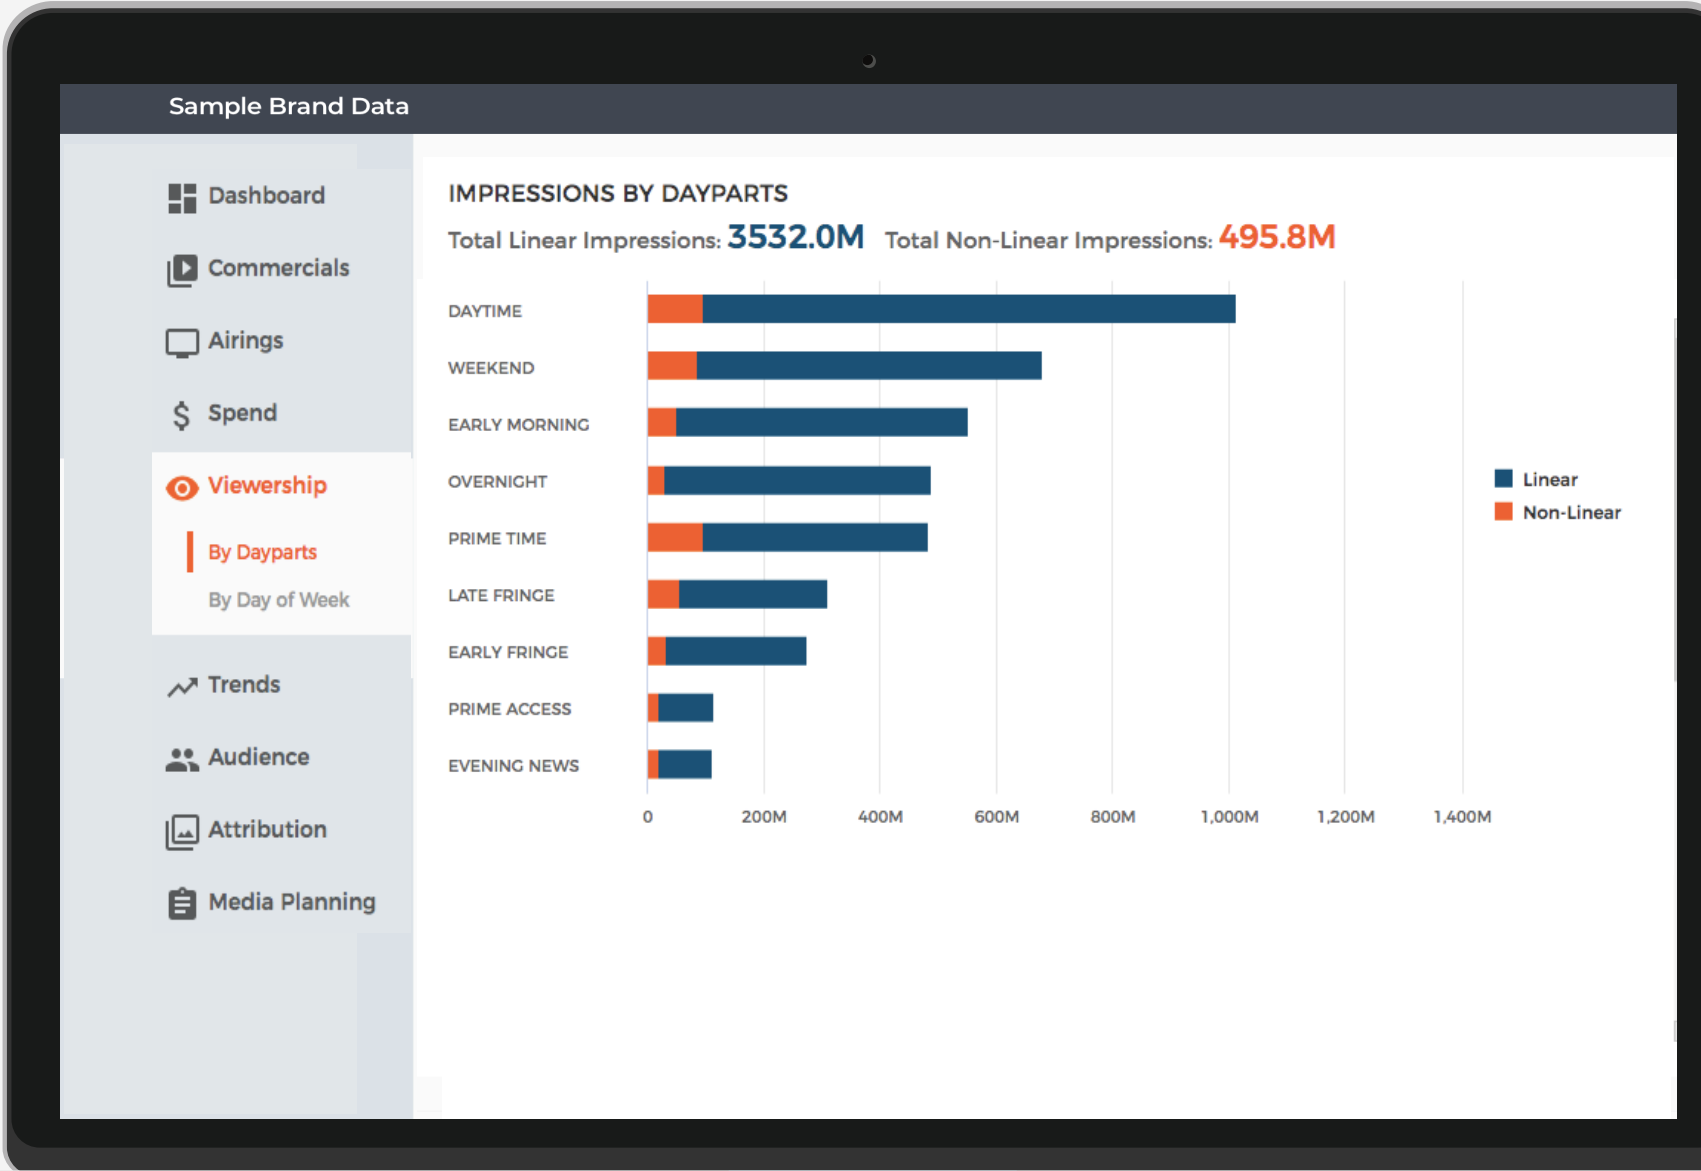 Sample Brand Data
Dashboard
Commercials
Airings
Spend
Viewership
By Dayparts
By Day of Week
Trends
Audience
Attribution
Media Planning
IMPRESSIONS BY DAYPARTS
Total Linear Impressions: 3532.0M Total Non-Linear Impressions: 495.8M
DAYTIME
WEEKEND
EARLY MORNING
OVERNIGHT
PRIME TIME
LATE FRINGE
EARLY FRINGE
PRIME ACCESS
EVENING NEWS
0 200M 400M 600M 800M 1,000M 1,200M 1,400M
Linear
Non-Linear